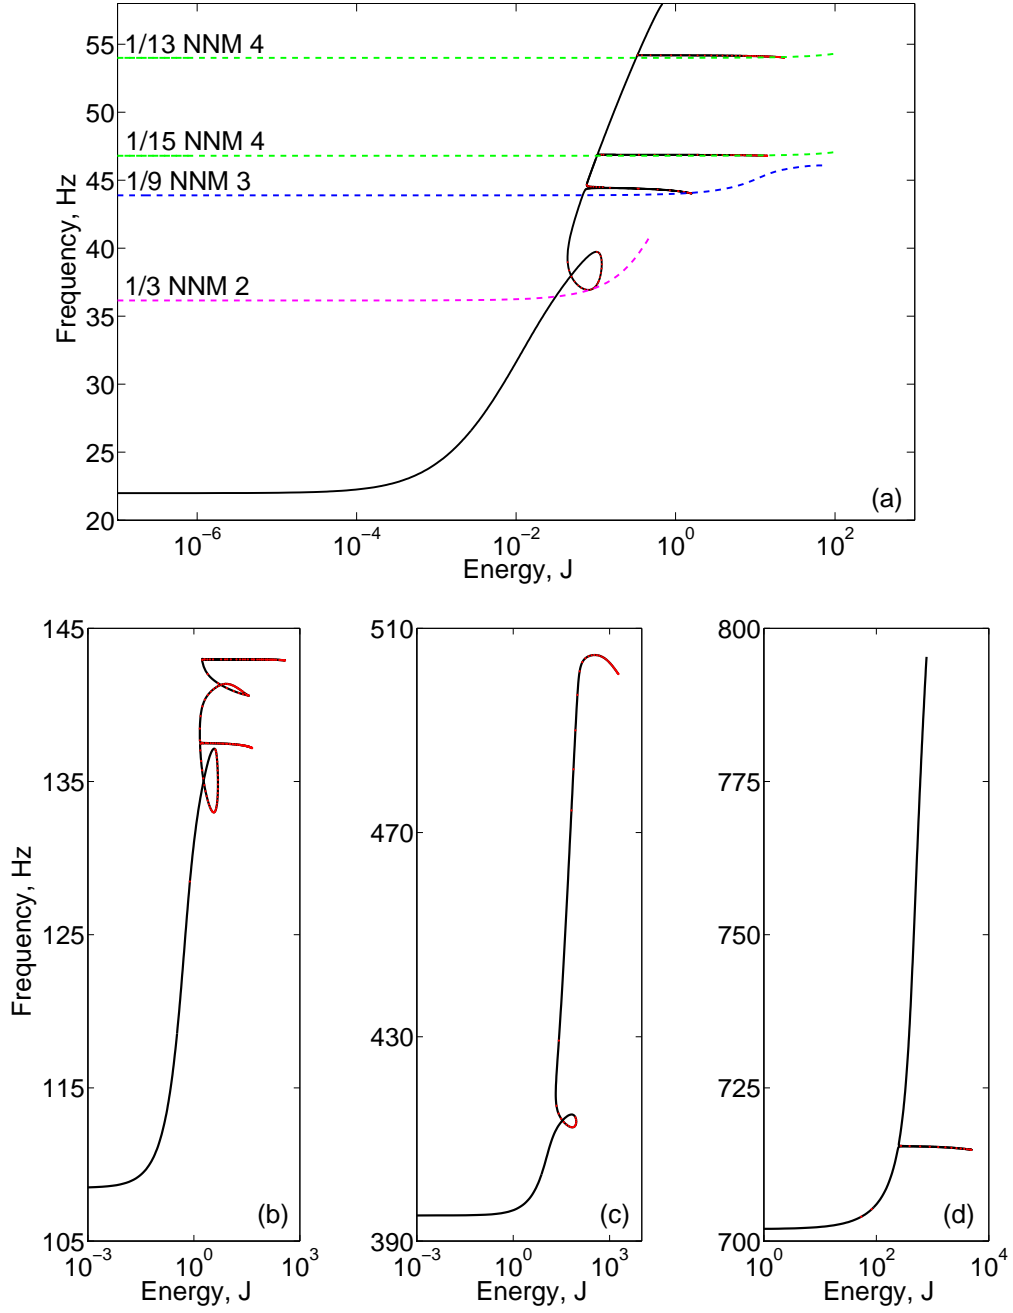 55
1/13 NNM 4
50
1/15 NNM 4
45
1/9 NNM 3
40
1/3 NNM 2
35
30
25
20
Frequency, Hz
(a)
10^−6 10^−4 10^−2 10^0 10^2
Energy, J
145
135
125
115
105
Frequency, Hz
(b)
10^−3 10^0 10^3
Energy, J
510
470
430
390
(c)
10^−3 10^0 10^3
Energy, J
800
775
750
725
700
(d)
10^0 10^2 10^4
Energy, J